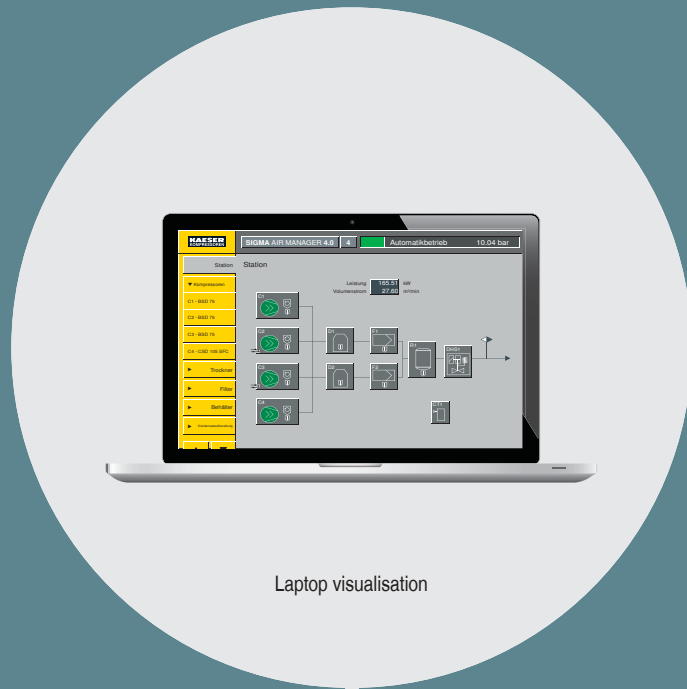 KAESER
KOMPRESSOREN
SIGMA AIR MANAGER 4.0 4 Automatikbetrieb 10.04 bar
Station
Station
▼ Kompressoren
C1 - BSD 75
C2 - BSD 75
C3 - BSD 75
C4 - CSD 105 SFC
► Trockner
► Filter
► Behälter
Leistung 165.51 kW
Volumenstrom 27.60 m³/min
C1
C2 D1 F1
R1 DHS1
C3 D2 F2
C4 CT1
Laptop visualisation